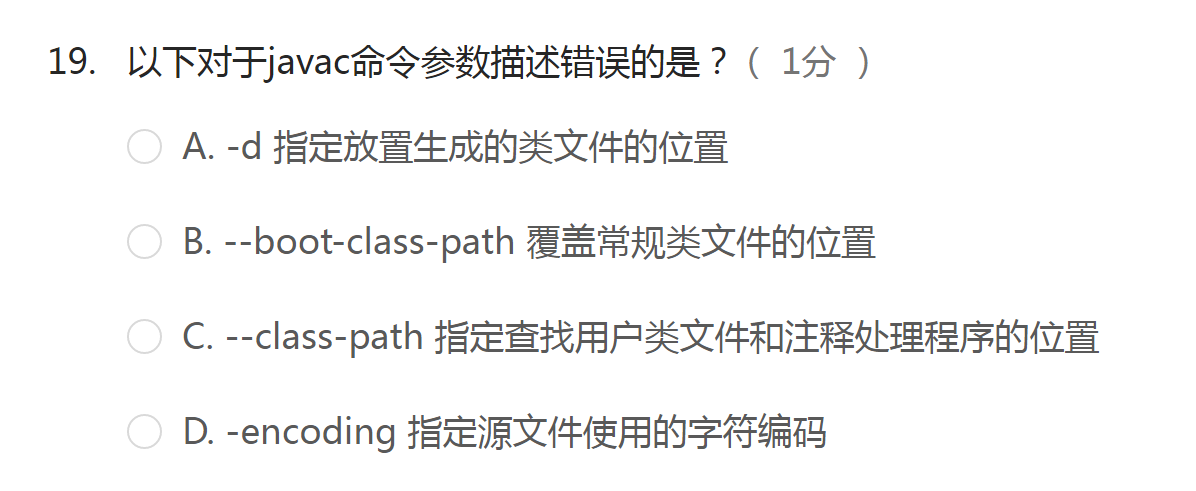 19. 以下对于javac命令参数描述错误的是？（ 1分 ）
A. -d 指定放置生成的类文件的位置
B. --boot-class-path 覆盖常规类文件的位置
C. --class-path 指定查找用户类文件和注释处理程序的位置
D. -encoding 指定源文件使用的字符编码